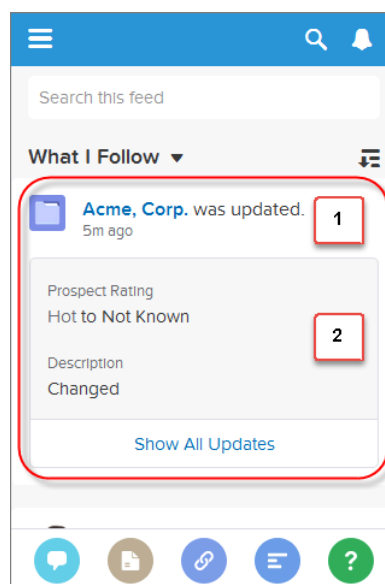 Search this feed
What I Follow
Acme, Corp. was updated.
1
5m ago
Prospect Rating
Hot to Not Known
2
Description
Changed
Show All Updates
?